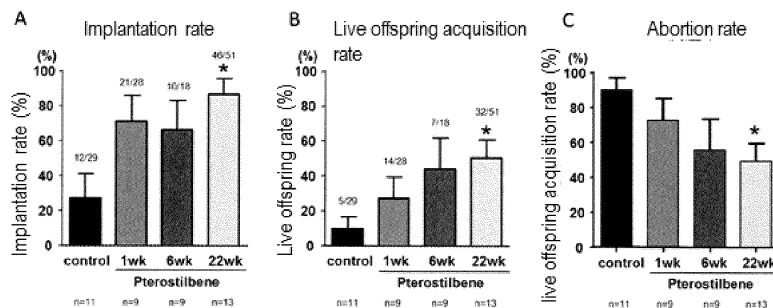 A
Implantation rate
(%)
100
80
60
40
20
0
Implantation rate (%)
12/29
21/28
46/51
*
control
1wk
6wk
22wk
Pterostilbene
n=11
n=9
n=9
n=13
B
Live offspring acquisition
rate
(%)
100
80
60
40
20
0
Live offspring rate (%)
5/29
14/28
7/18
32/51
*
control
1wk
6wk
22wk
Pterostilbene
n=11
n=9
n=9
n=13
C
Abortion rate
(%)
100
80
60
40
20
0
live offspring acquisition rate (%)
*
control
1wk
6wk
22wk
Pterostilbene
n=11
n=9
n=9
n=13